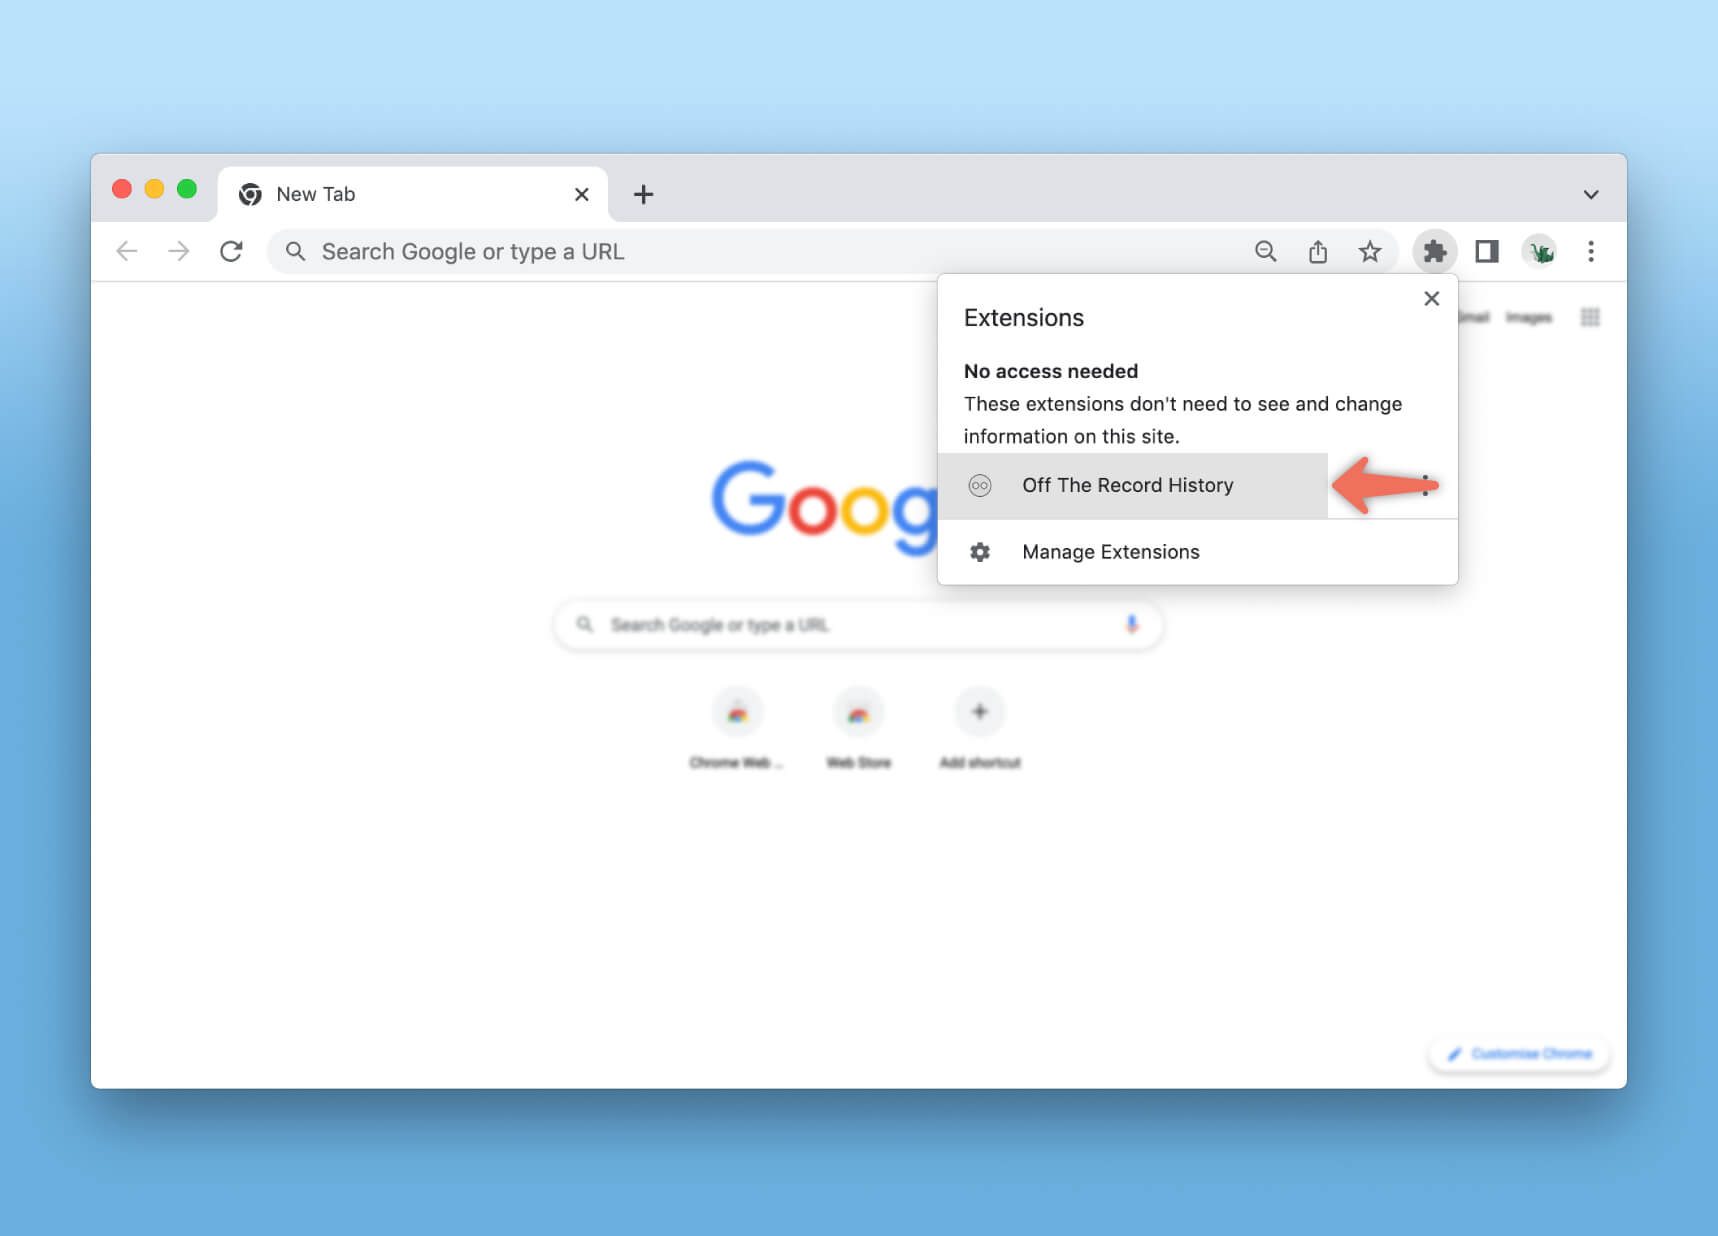 New Tab
Search Google or type a URL
Gmail Images
Extensions
No access needed
These extensions don't need to see and change
information on this site.
Off The Record History
Manage Extensions
Goog
Search Google or type a URL
Chrome Web ...
Web Store
Add shortcut
Customise Chrome